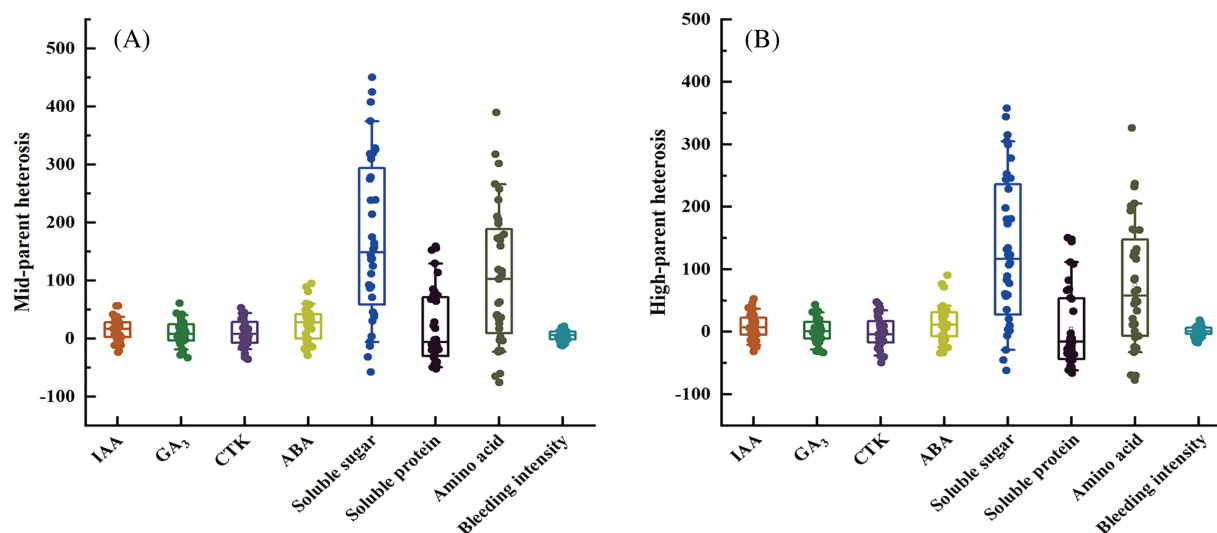 (A)
Mid-parent heterosis
500
400
300
200
100
0
-100
IAA
GA3
CTK
ABA
Soluble sugar
Soluble protein
Amino acid
Bleeding intensity
(B)
High-parent heterosis
500
400
300
200
100
0
-100
IAA
GA3
CTK
ABA
Soluble sugar
Soluble protein
Amino acid
Bleeding intensity